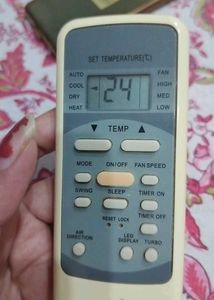 SET TEMPERATURE(°C)
AUTO FAN
COOL 24 HIGH
DRY MED
HEAT LOW
▼ TEMP ▲
MODE ON/OFF FAN SPEED
SWING SLEEP TIMER ON
RESET LOCK TIMER OFF
AIR DIRECTION LED DISPLAY TURBO